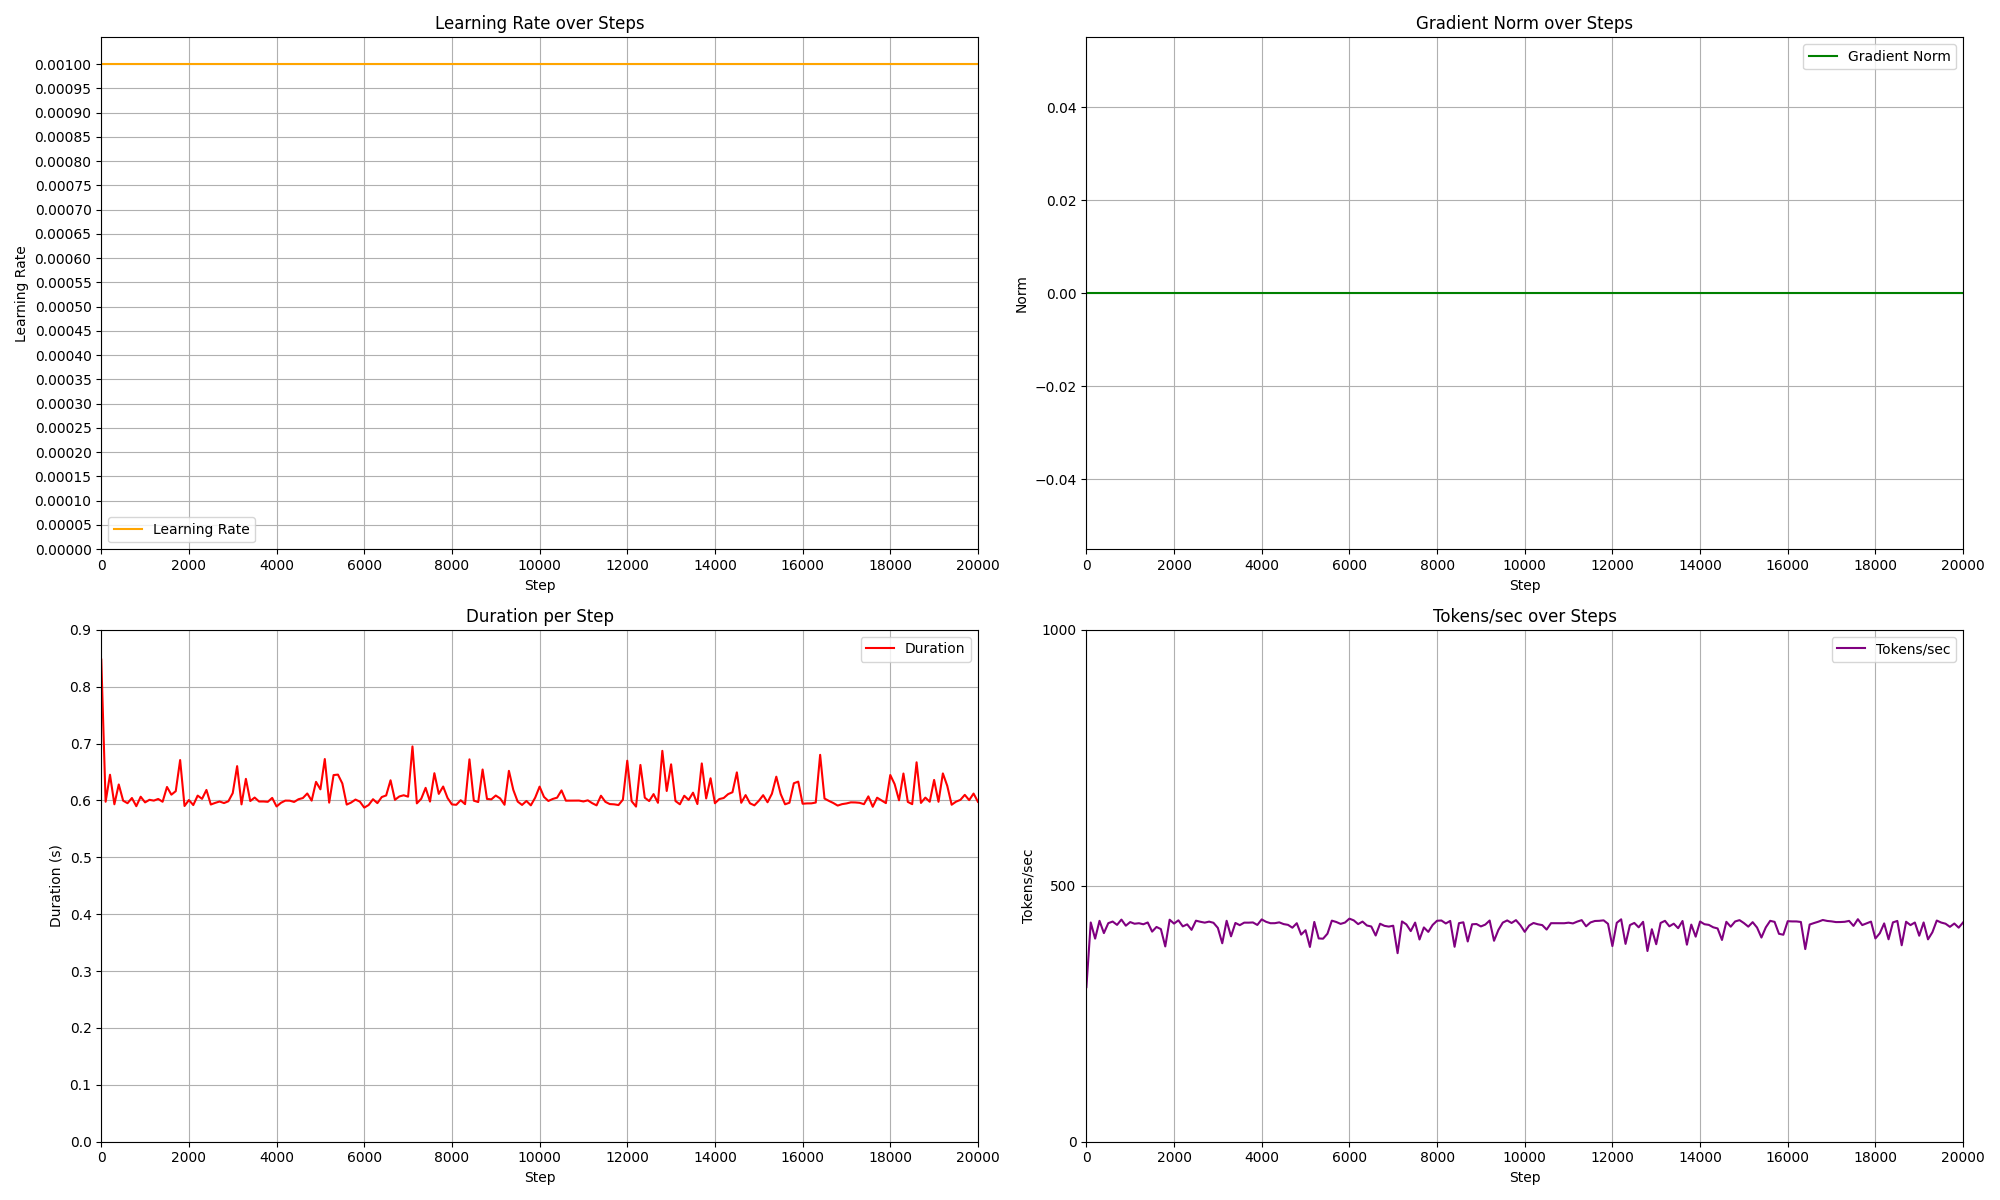 Learning Rate over Steps
Learning Rate
0.00100
0.00095
0.00090
0.00085
0.00080
0.00075
0.00070
0.00065
0.00060
0.00055
0.00050
0.00045
0.00040
0.00035
0.00030
0.00025
0.00020
0.00015
0.00010
0.00005
0.00000
Learning Rate
0 2000 4000 6000 8000 10000 12000 14000 16000 18000 20000
Step
Gradient Norm over Steps
Gradient Norm
Norm
0.04
0.02
0.00
−0.02
−0.04
0 2000 4000 6000 8000 10000 12000 14000 16000 18000 20000
Step
Duration per Step
Duration
Duration (s)
0.9
0.8
0.7
0.6
0.5
0.4
0.3
0.2
0.1
0.0
0 2000 4000 6000 8000 10000 12000 14000 16000 18000 20000
Step
Tokens/sec over Steps
Tokens/sec
Tokens/sec
1000
500
0
0 2000 4000 6000 8000 10000 12000 14000 16000 18000 20000
Step